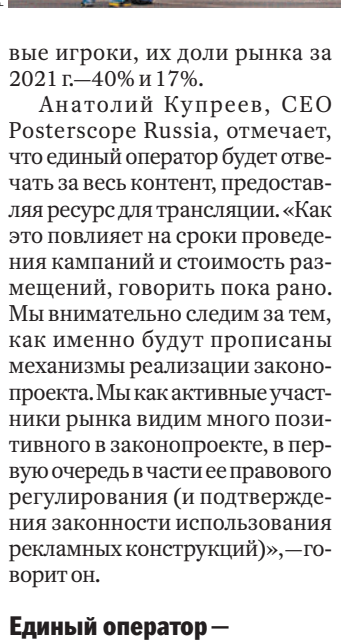 вые игроки, их доли рынка за
2021 г.—40% и 17%.
Анатолий Купреев, CEO
Posterscope Russia, отмечает,
что единый оператор будет отве-
чать за весь контент, предостав-
ляя ресурс для трансляции. «Как
это повлияет на сроки проведе-
ния кампаний и стоимость раз-
мещений, говорить пока рано.
Мы внимательно следим за тем,
как именно будут прописаны
механизмы реализации законо-
проекта. Мы как активные участ-
ники рынка видим много пози-
тивного в законопроекте, в пер-
вую очередь в части ее правового
регулирования (и подтвержде-
ния законности использования
рекламных конструкций)»,—го-
ворит он.
Единый оператор—